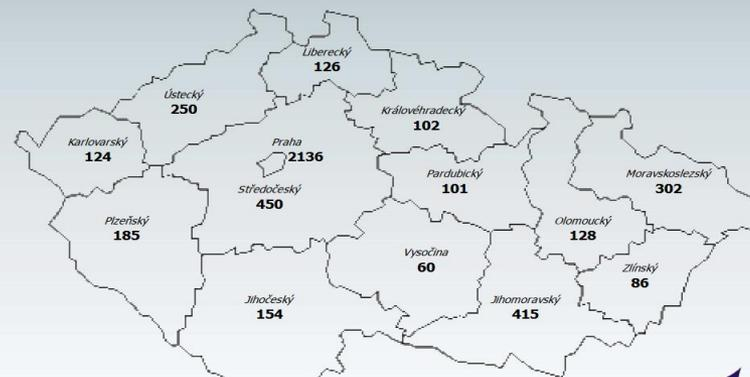 Liberecký
126
Ústecký
250
Královéhradecký
102
Karlovarský
124
Praha
2136
Středočeský
450
Pardubický
101
Moravskoslezský
302
Plzeňský
185
Olomoucký
128
Vysočina
60
Zlínský
86
Jihočeský
154
Jihomoravský
415